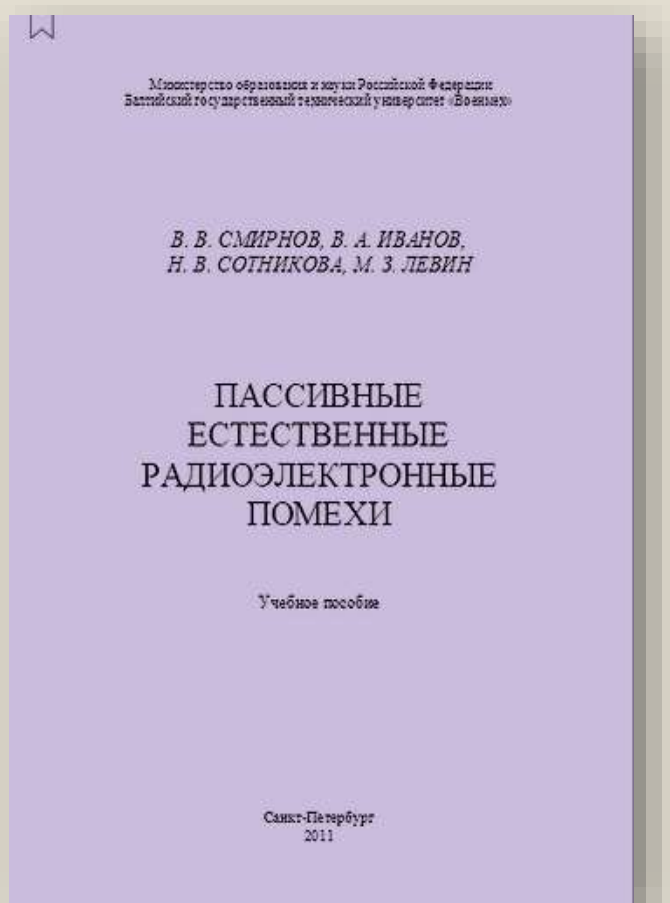 Министерство образования и науки Российской Федерации
Балтийский государственный технический университет «Военмех»
В. В. СМИРНОВ, В. А. ИВАНОВ,
Н. В. СОТНИКОВА, М. З. ЛЕВИН
ПАССИВНЫЕ
ЕСТЕСТВЕННЫЕ
РАДИОЭЛЕКТРОННЫЕ
ПОМЕХИ
Учебное пособие
Санкт-Петербург
2011